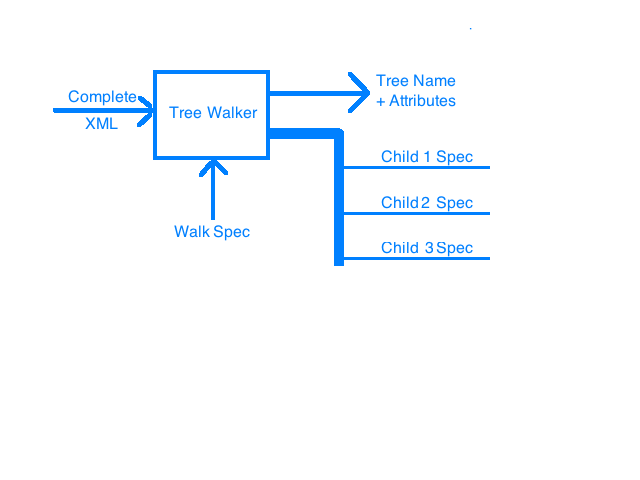 Complete
XML
Tree Walker
Walk Spec
Tree Name
+ Attributes
Child 1 Spec
Child 2 Spec
Child 3 Spec